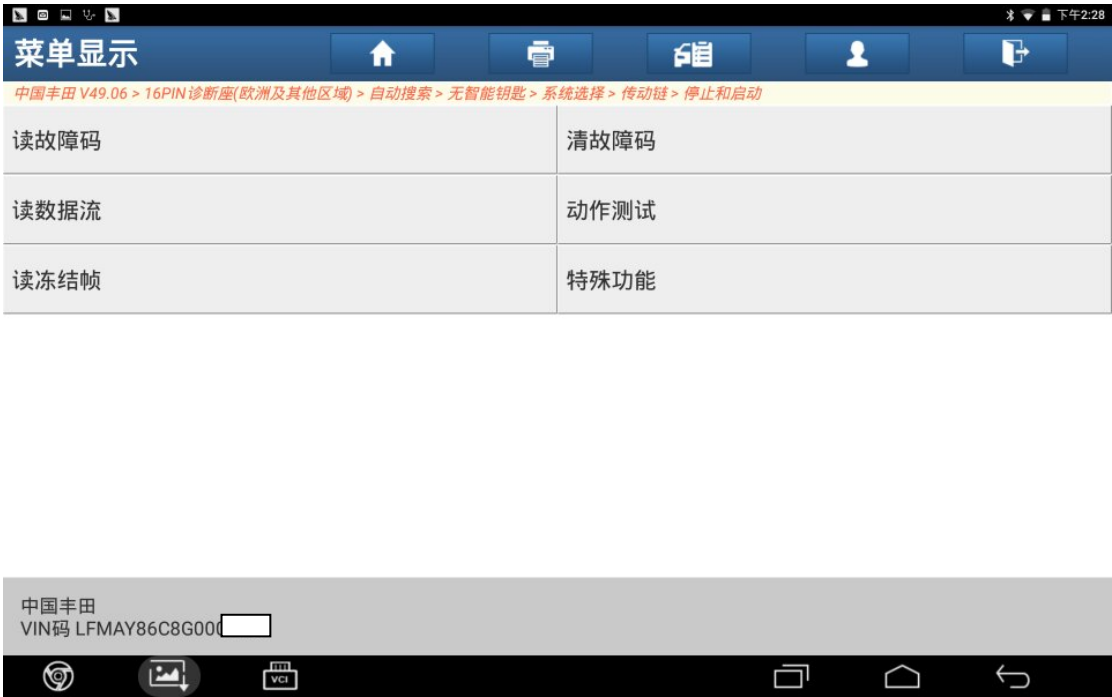 下午2:28
菜单显示
中国丰田 V49.06 > 16PIN诊断座(欧洲及其他区域) > 自动搜索 > 无智能钥匙 > 系统选择 > 传动链 > 停止和启动
读故障码
清故障码
读数据流
动作测试
读冻结帧
特殊功能
中国丰田
VIN码 LFMAY86C8G000
VCI